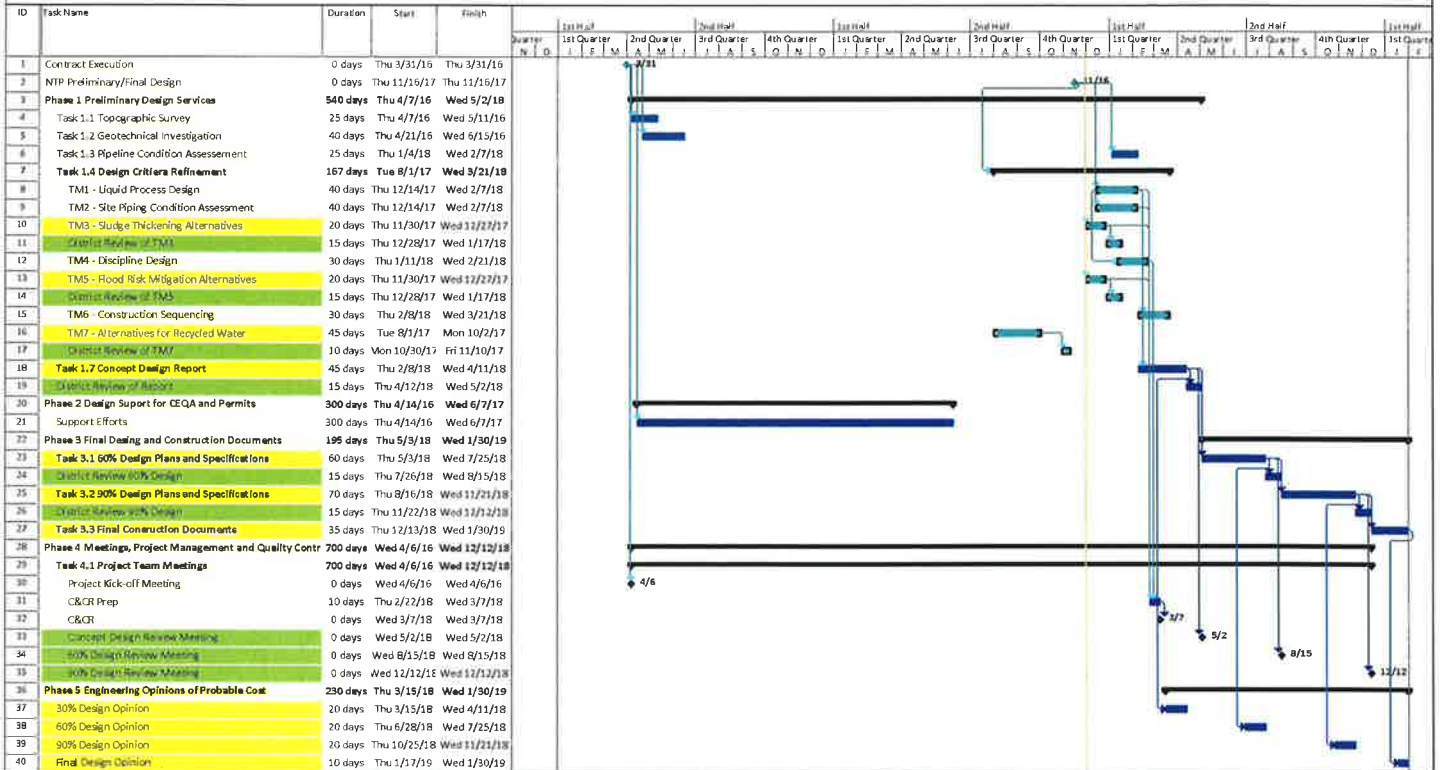 ID Task Name Duration Start Finish
1st Half 2nd Half 1st Half 2nd Half 1st Half 2nd Half 1st Half
Quarter 1st Quarter 2nd Quarter 3rd Quarter 4th Quarter 1st Quarter 2nd Quarter 3rd Quarter 4th Quarter 1st Quarter 2nd Quarter 3rd Quarter 4th Quarter 1st Quarter
1 Contract Execution 0 days Thu 3/31/16 Thu 3/31/16 3/31
2 NTP Preliminary/Final Design 0 days Thu 11/16/17 Thu 11/16/17 11/16
3 Phase 1 Preliminary Design Services 540 days Thu 4/7/16 Wed 5/2/18
4 Task 1.1 Topographic Survey 25 days Thu 4/7/16 Wed 5/11/16
5 Task 1.2 Geotechnical Investigation 40 days Thu 4/21/16 Wed 6/15/16
6 Task 1.3 Pipeline Condition Assessement 25 days Thu 1/4/18 Wed 2/7/18
7 Task 1.4 Design Critiera Refinement 167 days Tue 8/1/17 Wed 3/21/18
8 TM1 - Liquid Process Design 40 days Thu 12/14/17 Wed 2/7/18
9 TM2 - Site Piping Condition Assessment 40 days Thu 12/14/17 Wed 2/7/18
10 TM3 - Sludge Thickening Alternatives 20 days Thu 11/30/17 Wed 12/27/17
11 District Review of TM3 15 days Thu 12/28/17 Wed 1/17/18
12 TM4 - Discipline Design 30 days Thu 1/11/18 Wed 2/21/18
13 TM5 - Flood Risk Mitigation Alternatives 20 days Thu 11/30/17 Wed 12/27/17
14 District Review of TM5 15 days Thu 12/28/17 Wed 1/17/18
15 TM6 - Construction Sequencing 30 days Thu 2/8/18 Wed 3/21/18
16 TM7 - Alternatives for Recycled Water 45 days Tue 8/1/17 Mon 10/2/17
17 District Review of TM7 10 days Mon 10/30/17 Fri 11/10/17
18 Task 1.7 Concept Design Report 45 days Thu 2/8/18 Wed 4/11/18
19 District Review of Report 15 days Thu 4/12/18 Wed 5/2/18
20 Phase 2 Design Suport for CEQA and Permits 300 days Thu 4/14/16 Wed 6/7/17
21 Support Efforts 300 days Thu 4/14/16 Wed 6/7/17
22 Phase 3 Final Desing and Construction Documents 195 days Thu 5/3/18 Wed 1/30/19
23 Task 3.1 60% Design Plans and Specifications 60 days Thu 5/3/18 Wed 7/25/18
24 District Review 60% Design 15 days Thu 7/26/18 Wed 8/15/18
25 Task 3.2 90% Design Plans and Specifications 70 days Thu 8/16/18 Wed 11/21/18
26 District Review 90% Design 15 days Thu 11/22/18 Wed 12/12/18
27 Task 3.3 Final Consruction Documents 35 days Thu 12/13/18 Wed 1/30/19
28 Phase 4 Meetings, Project Management and Quility Contr 700 days Wed 4/6/16 Wed 12/12/18
29 Task 4.1 Project Team Meetings 700 days Wed 4/6/16 Wed 12/12/18
30 Project Kick-off Meeting 0 days Wed 4/6/16 Wed 4/6/16 4/6
31 C&CR Prep 10 days Thu 2/22/18 Wed 3/7/18
32 C&CR 0 days Wed 3/7/18 Wed 3/7/18 3/7
33 Concept Design Review Meeting 0 days Wed 5/2/18 Wed 5/2/18 5/2
34 60% Design Review Meeting 0 days Wed 8/15/18 Wed 8/15/18 8/15
35 90% Design Review Meeting 0 days Wed 12/12/18 Wed 12/12/18 12/12
36 Phase 5 Engineering Opinions of Probable Cost 230 days Thu 3/15/18 Wed 1/30/19
37 30% Design Opinion 20 days Thu 3/15/18 Wed 4/11/18
38 60% Design Opinion 20 days Thu 6/28/18 Wed 7/25/18
39 90% Design Opinion 20 days Thu 10/25/18 Wed 11/21/18
40 Final Design Opinion 10 days Thu 1/17/19 Wed 1/30/19